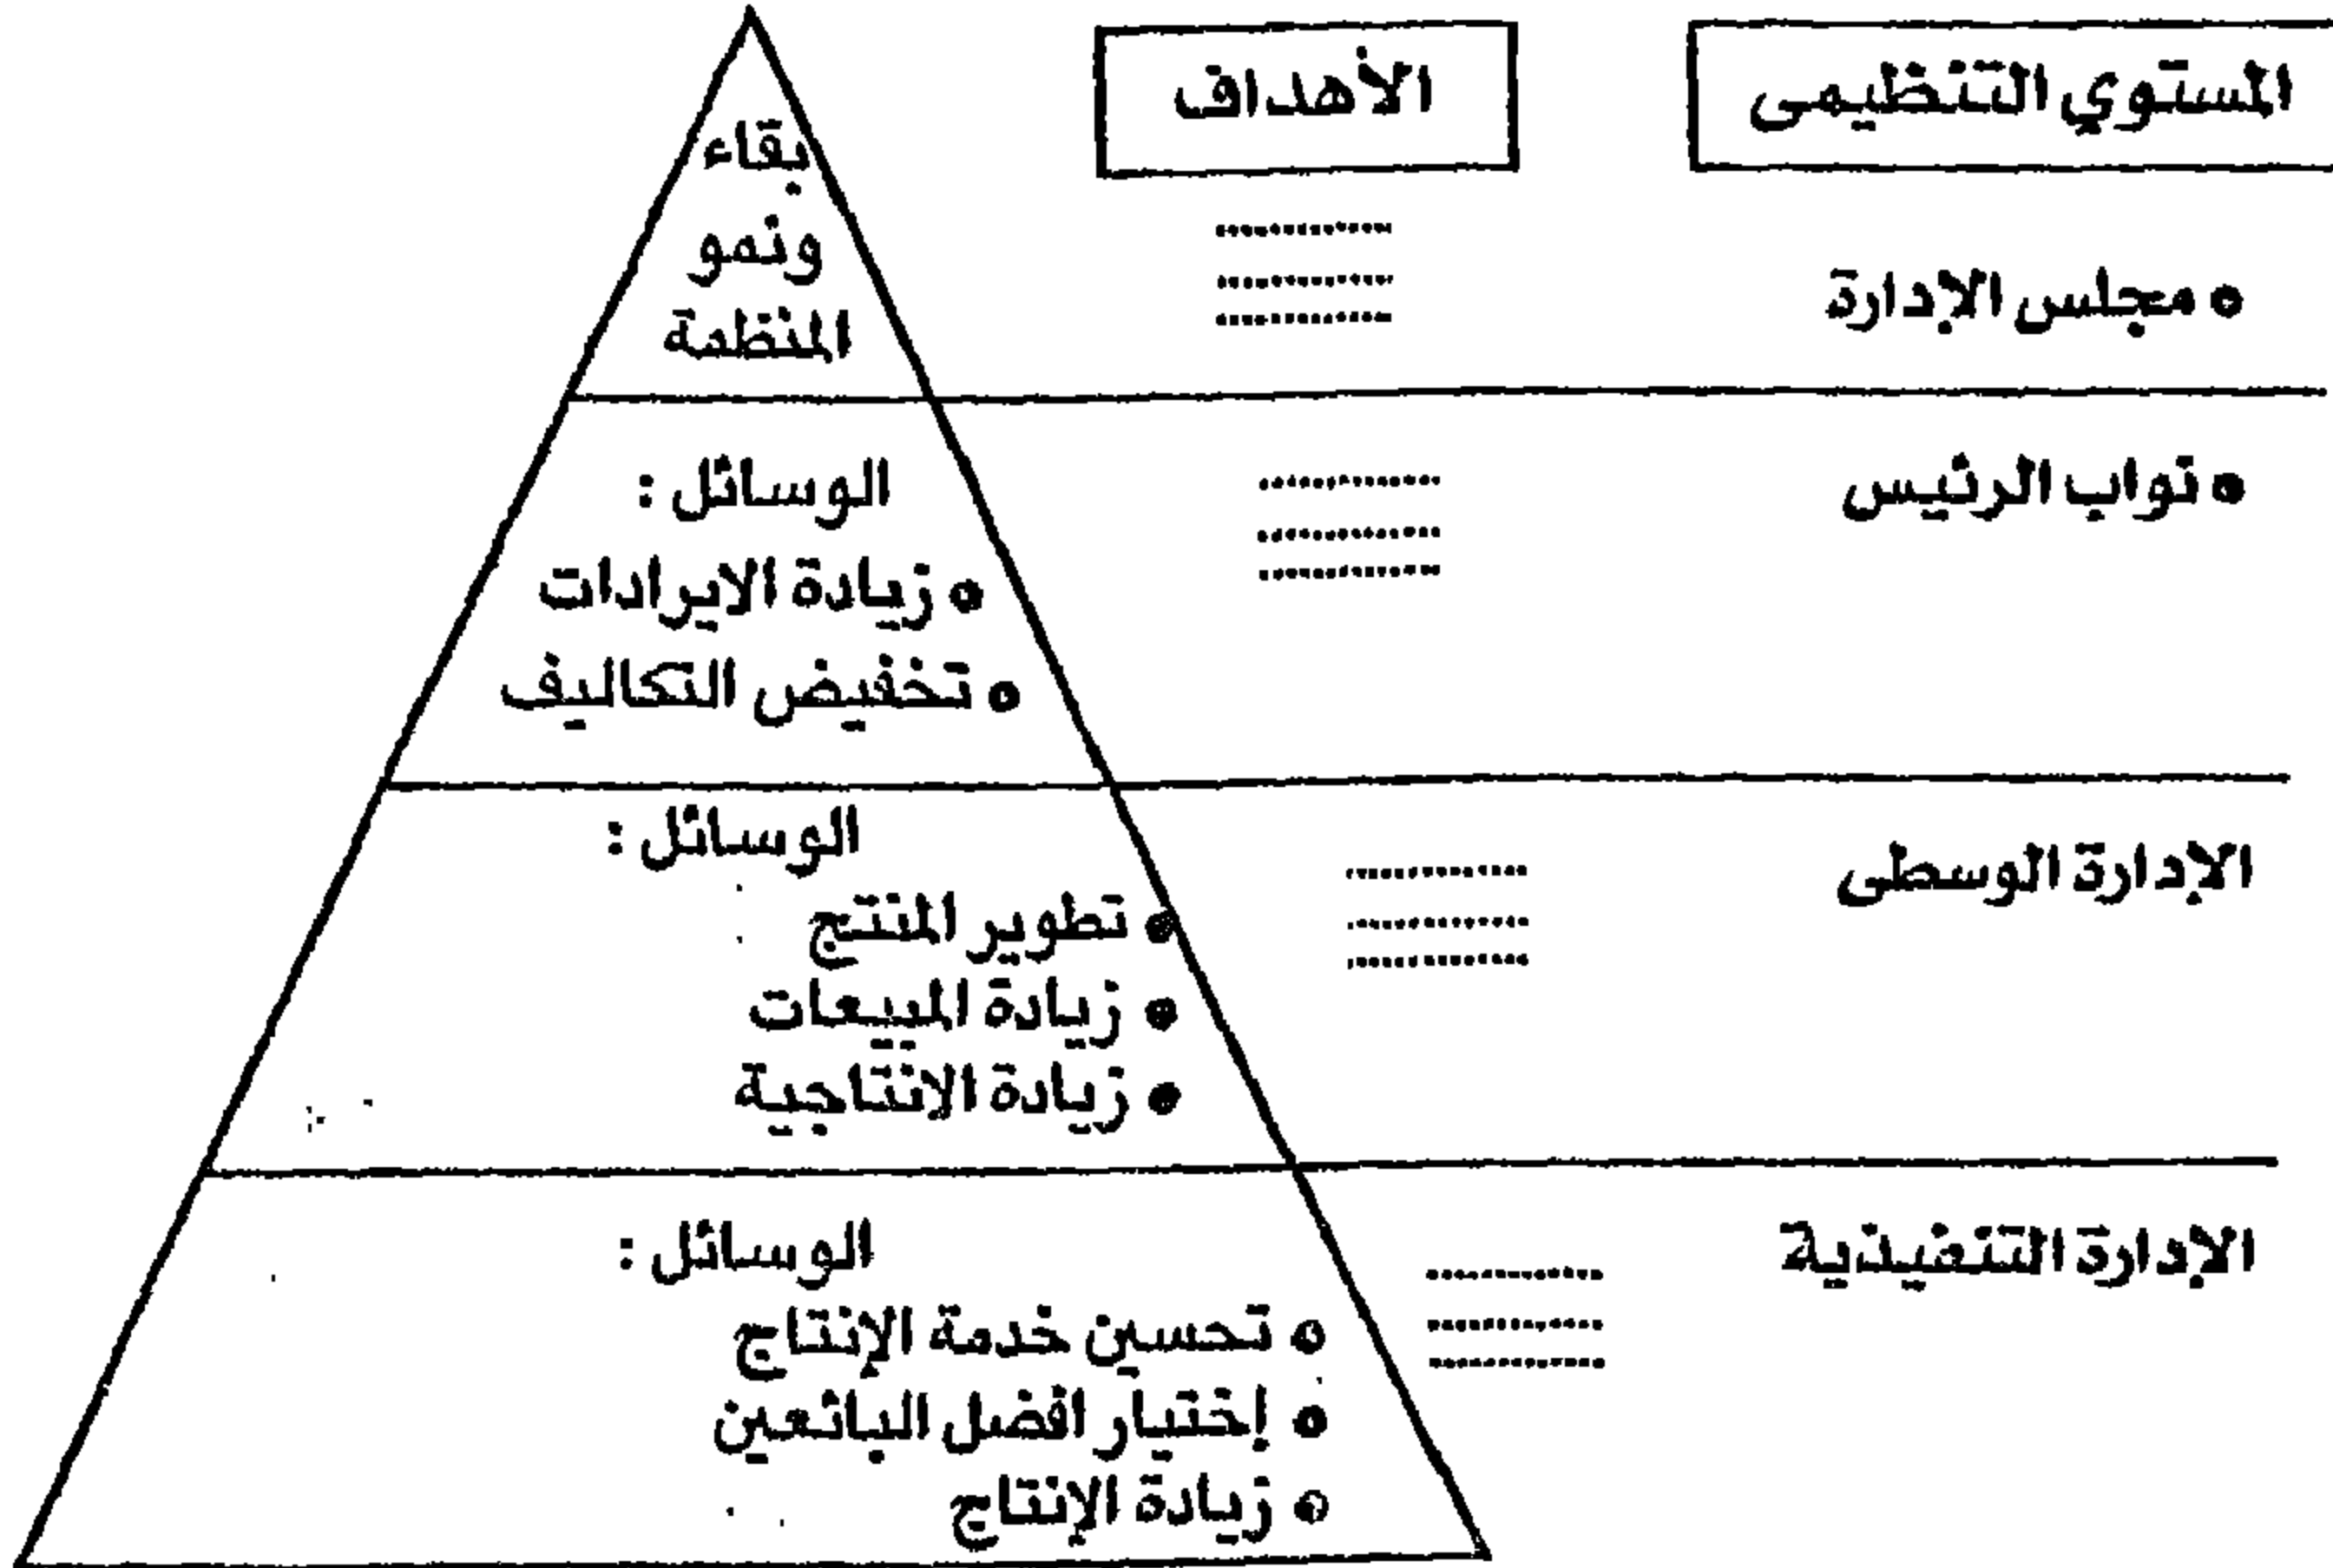 المستوي التنظيمى
الأهداف
بقاء
ونمو
المنظمة
• مجلس الإدارة
الوسائل :
• زيادة الايرادات
• تخفيض التكاليف
• نواب الرئيس
الوسائل :
• تطوير المنتج
• زيادة المبيعات
• زيادة الإنتاجية
الإدارة الوسطى
الوسائل :
• تحسين خدمة الإنتاج
• إختيار افضل البائعين
• زيادة الإنتاج
الإدارة التنفيذية